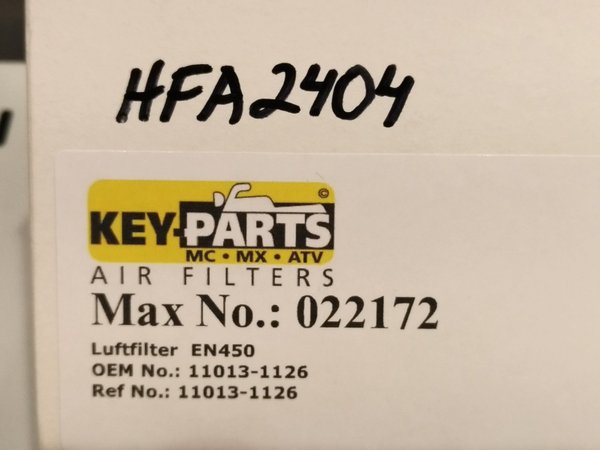 HFA2404
©
KEY-PARTS
MC • MX • ATV
AIR FILTERS
Max No.: 022172
Luftfilter EN450
OEM No.: 11013-1126
Ref No.: 11013-1126